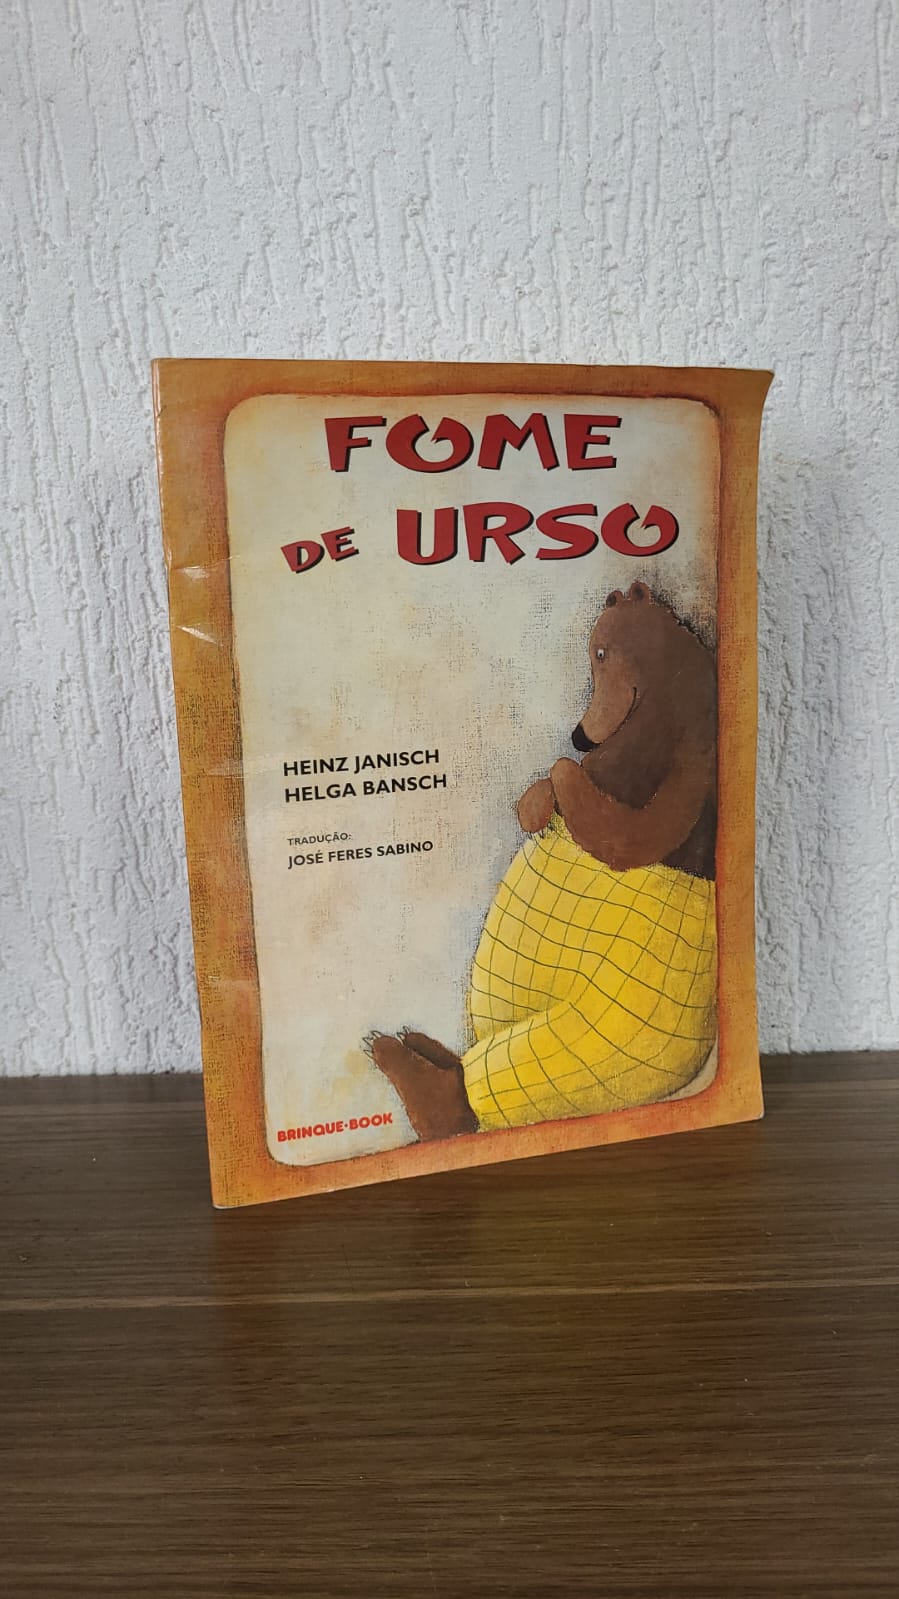 FOME
DE URSO
HEINZ JANISCH
HELGA BANSCH
TRADUÇÃO:
JOSÉ FERES SABINO
BRINQUE-BOOK